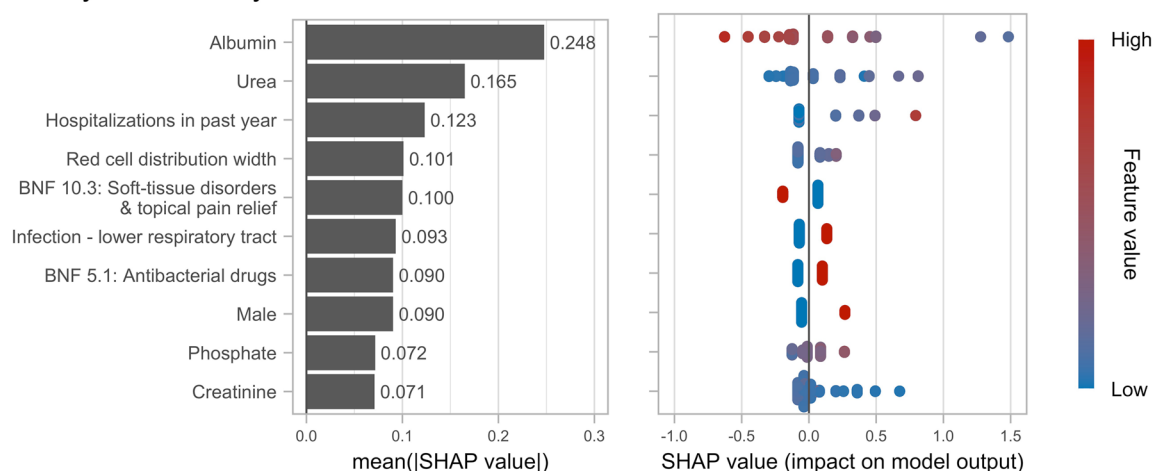 Albumin
0.248
Urea
0.165
Hospitalizations in past year
0.123
Red cell distribution width
0.101
BNF 10.3: Soft-tissue disorders
& topical pain relief
0.100
Infection - lower respiratory tract
0.093
BNF 5.1: Antibacterial drugs
0.090
Male
0.090
Phosphate
0.072
Creatinine
0.071
0.0 0.1 0.2 0.3
mean(|SHAP value|)
-1.0 -0.5 0.0 0.5 1.0 1.5
SHAP value (impact on model output)
High
Feature value
Low